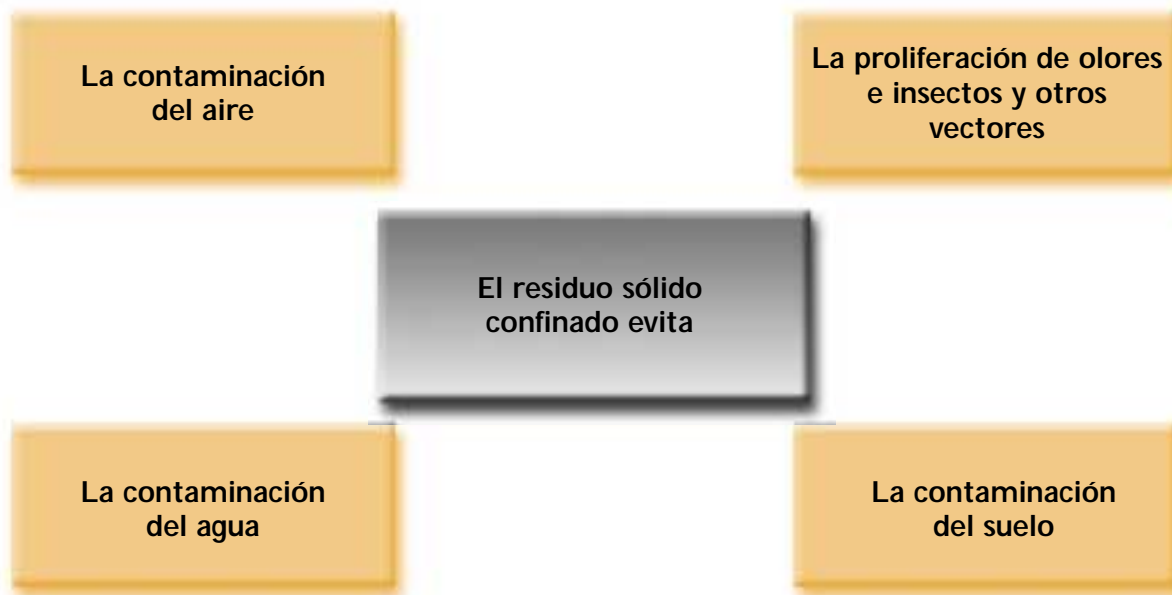 La contaminación
del aire
La proliferación de olores
e insectos y otros
vectores
El residuo sólido
confinado evita
La contaminación
del agua
La contaminación
del suelo